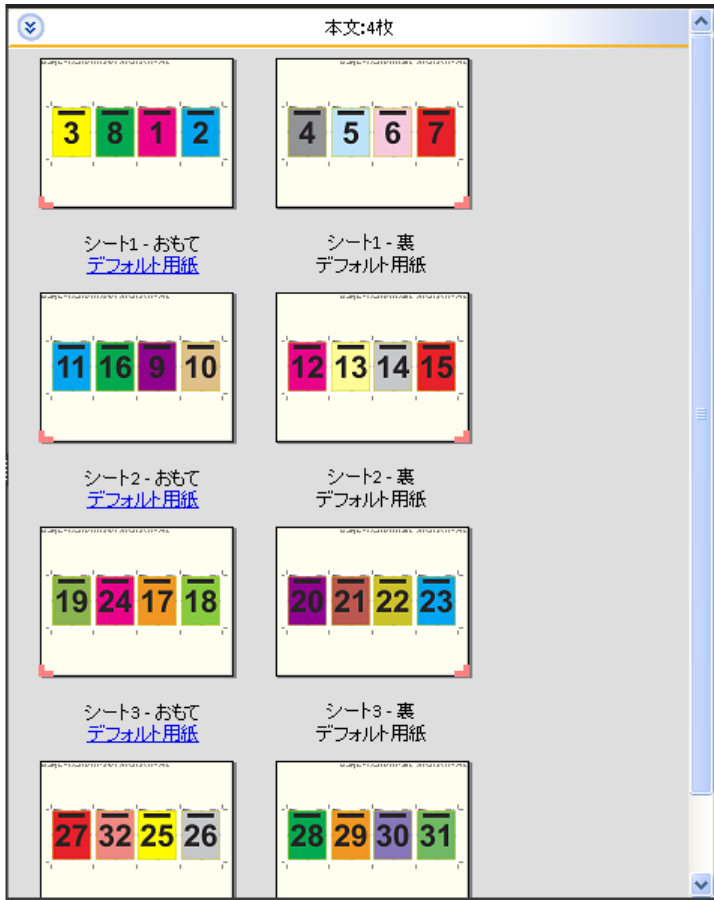 本文:4枚
3 8 1 2
4 5 6 7
シート1 - おもて
デフォルト用紙
シート1 - 裏
デフォルト用紙
11 16 9 10
12 13 14 15
シート2 - おもて
デフォルト用紙
シート2 - 裏
デフォルト用紙
19 24 17 18
20 21 22 23
シート3 - おもて
デフォルト用紙
シート3 - 裏
デフォルト用紙
27 32 25 26
28 29 30 31